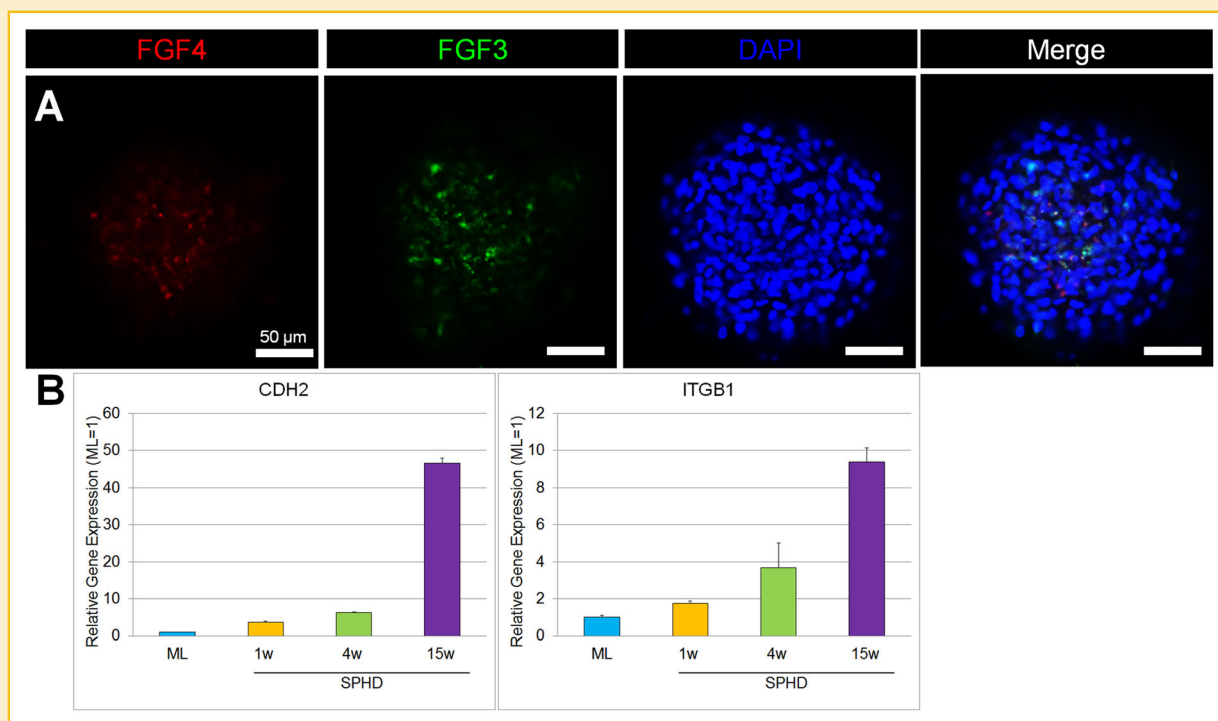 FGF4 FGF3 DAPI Merge
A
50 µm
B
CDH2
Relative Gene Expression (ML=1)
60
50
40
30
20
10
0
ML 1w 4w 15w
SPHD
ITGB1
Relative Gene Expression (ML=1)
12
10
8
6
4
2
0
ML 1w 4w 15w
SPHD